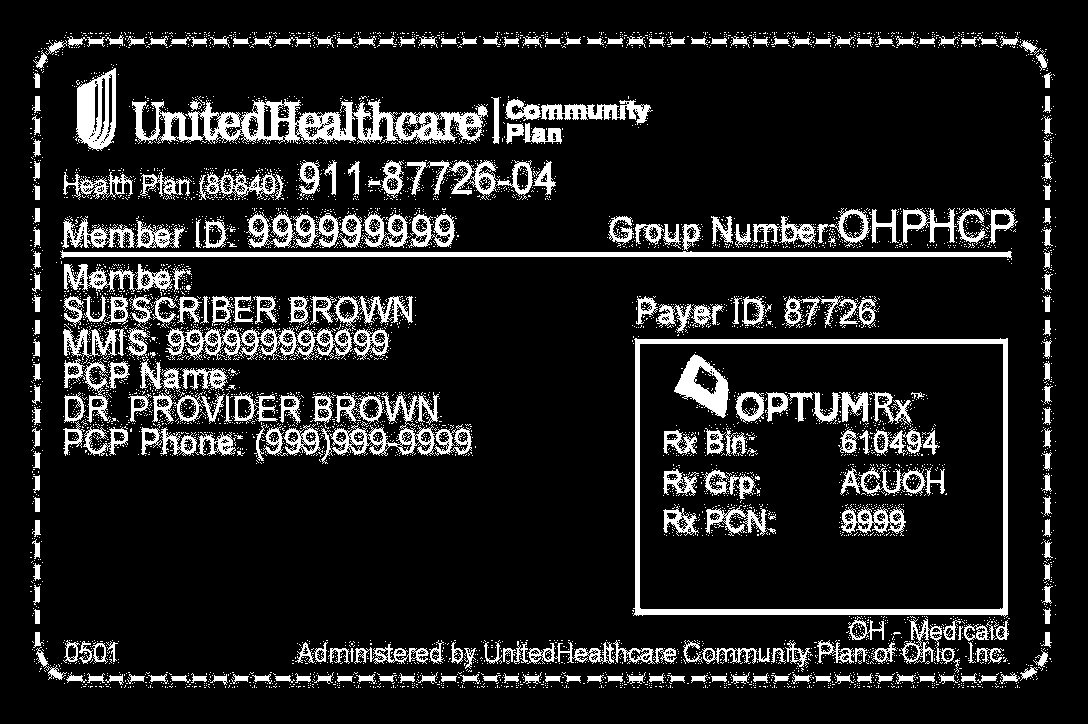 UnitedHealthcare® | Community Plan
Health Plan (80840) 911-87726-04
Member ID: 999999999 Group Number: OHPHCP
Member:
SUBSCRIBER BROWN
MMIS: 999999999999
PCP Name:
DR. PROVIDER BROWN
PCP Phone: (999)999-9999
Payer ID: 87726
OPTUMRx™
Rx Bin: 610494
Rx Grp: ACUOH
Rx PCN: 9999
OH - Medicaid
0501 Administered by UnitedHealthcare Community Plan of Ohio, Inc.